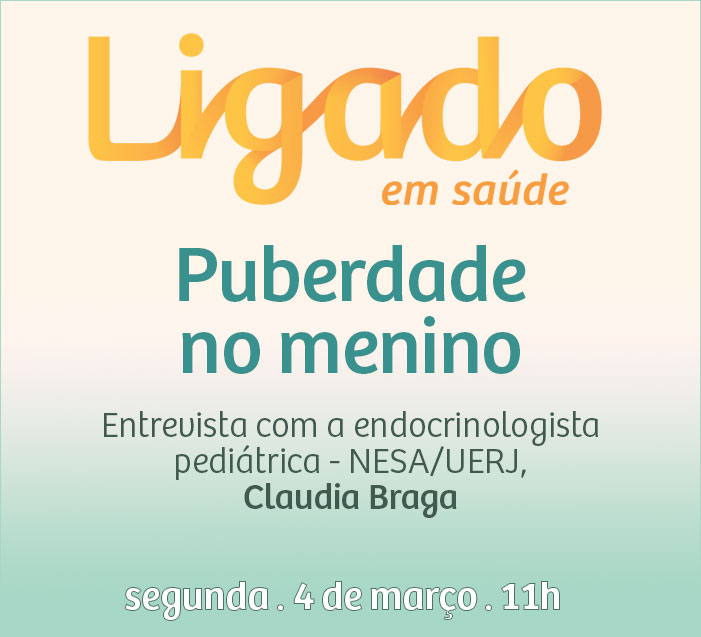 Ligado
em saúde
Puberdade
no menino
Entrevista com a endocrinologista
pediátrica - NESA/UERJ,
Claudia Braga
segunda . 4 de março . 11h